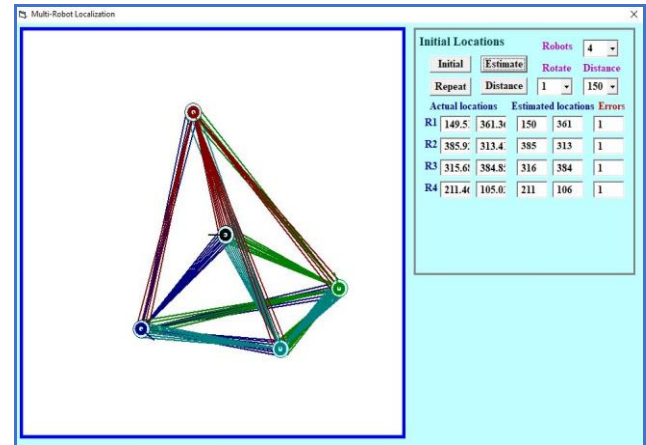 Multi-Robot Localization
Initial Locations Robots 4
Initial Estimate Rotate Distance
Repeat Distance 1 150
Actual locations Estimated locations Errors
R1 149.5 361.3 150 361 1
R2 385.9 313.4 385 313 1
R3 315.6 384.8 316 384 1
R4 211.4 105.0 211 106 1